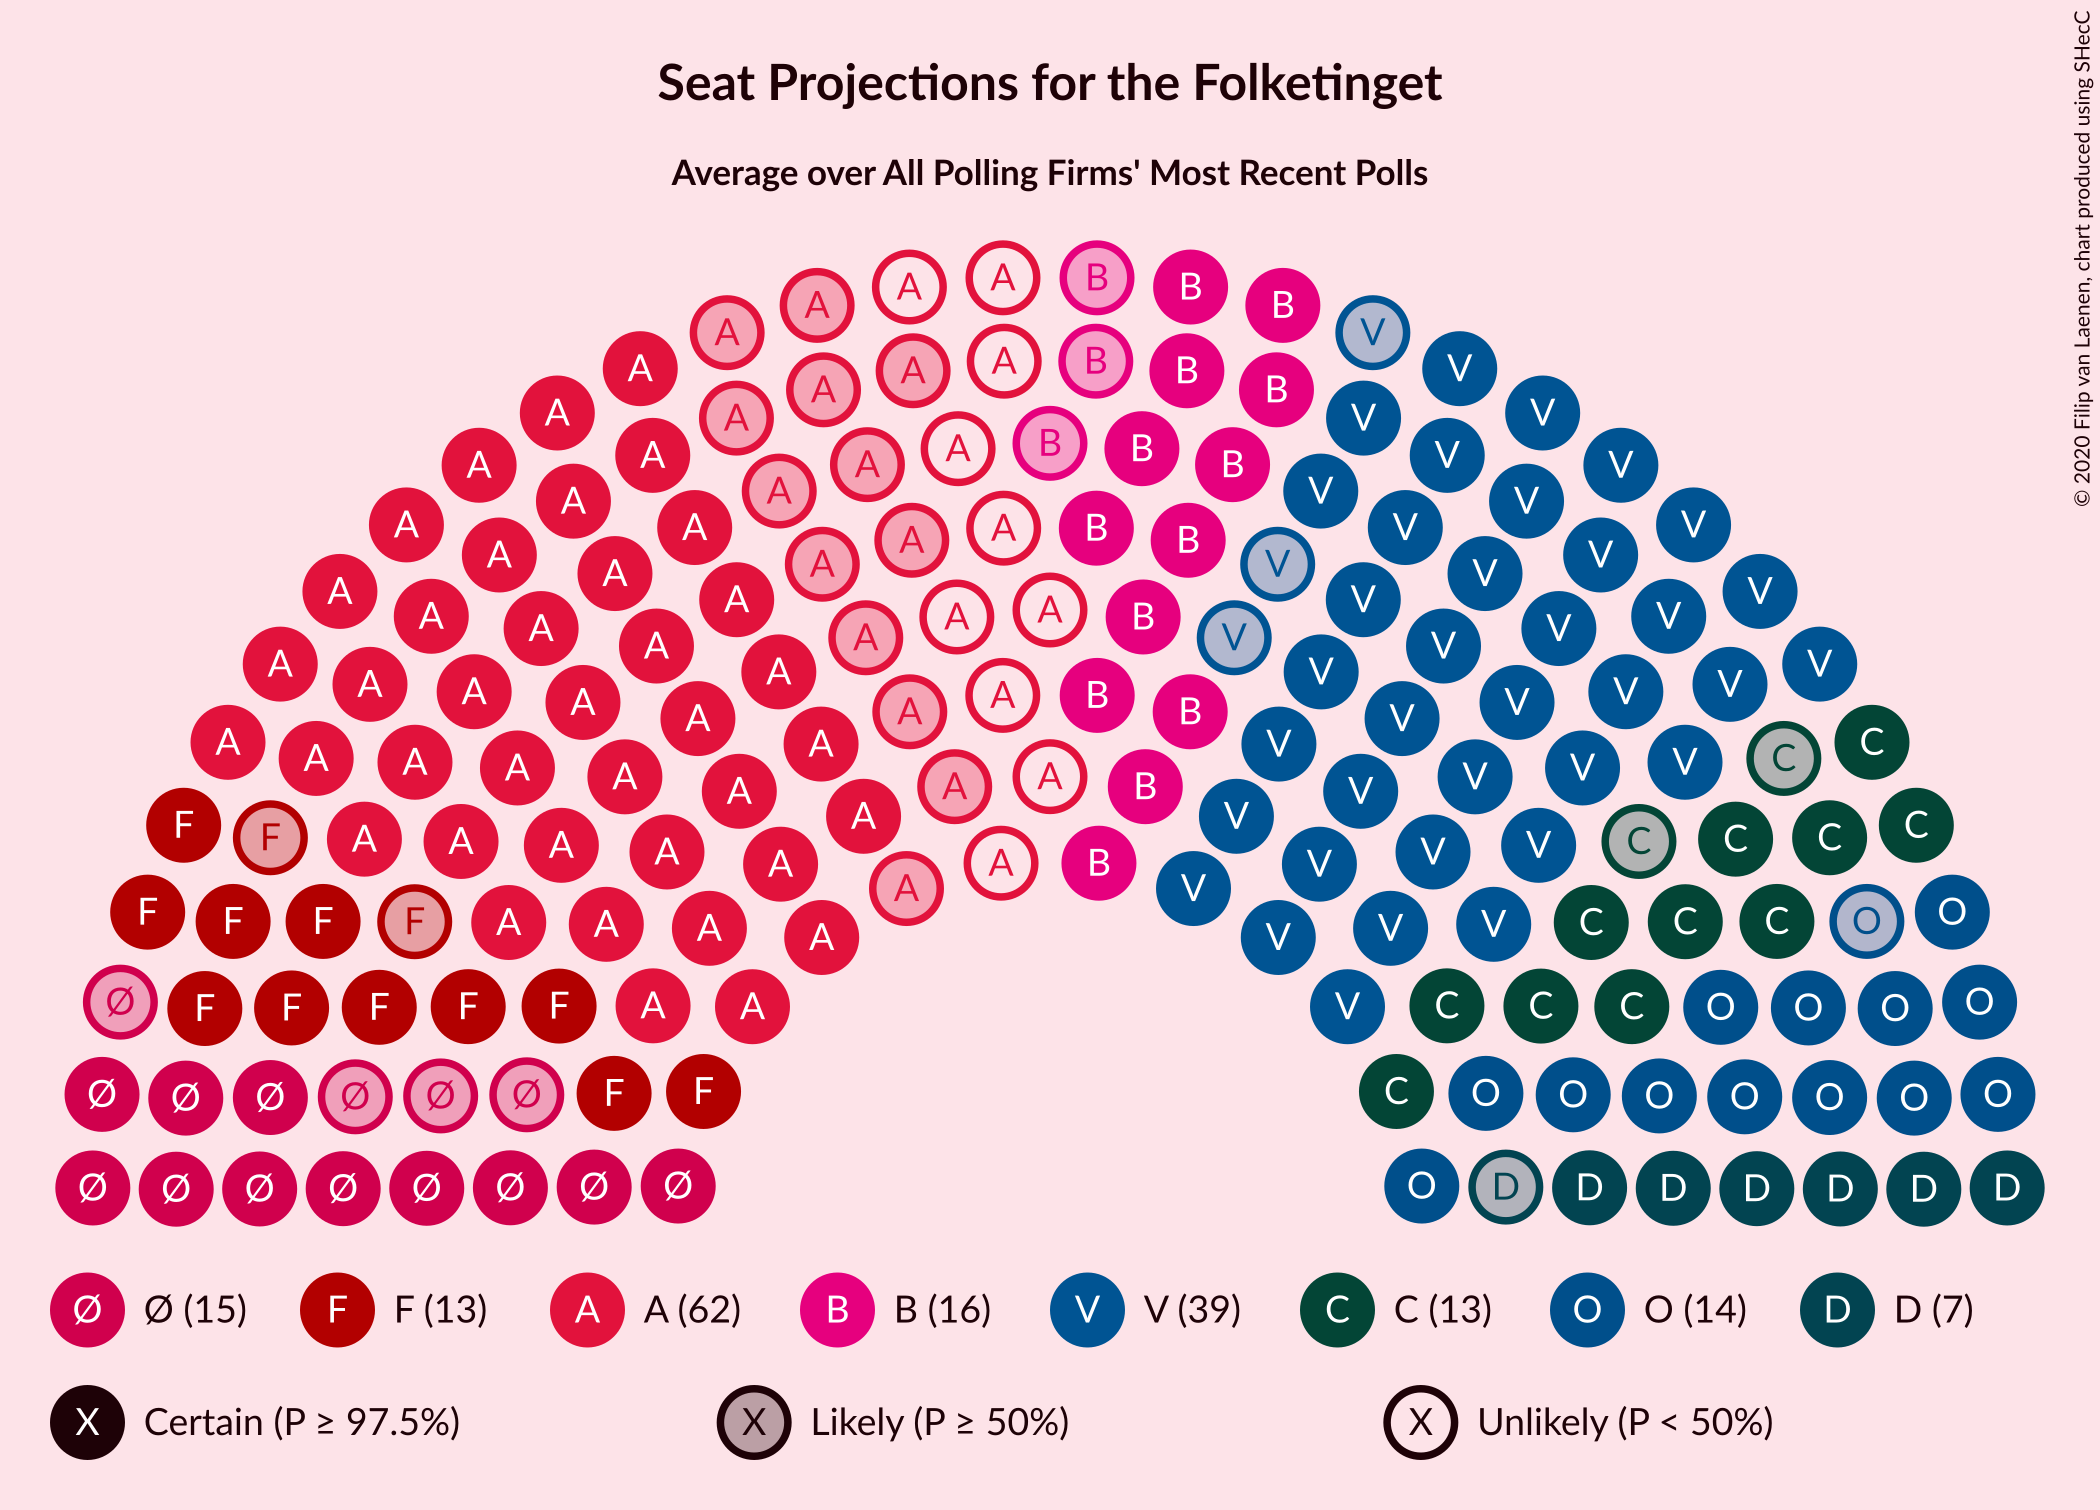 Seat Projections for the Folketinget
Average over All Polling Firms' Most Recent Polls
© 2020 Filip van Laenen, chart produced using SHecC
A A B B B
A A V
A A A A B B B V V
A A A B B B V V V
A A A A B B V V V V
A A A A A A B V V V V V
A A A A A B V V V V V
A A A A A A A B B V V V V V V C
A A A A A A A A B V V V V V C C
F F A A A A A A A A B V V V V C C C C
F F F F A A A A V V V C C C O O
Ø F F F F F A A V C C C O O O O
Ø Ø Ø Ø Ø Ø F F C O O O O O O O
Ø Ø Ø Ø Ø Ø Ø Ø O D D D D D D D
Ø Ø (15) F F (13) A A (62) B B (16) V V (39) C C (13) O O (14) D D (7)
X Certain (P ≥ 97.5%) X Likely (P ≥ 50%) X Unlikely (P < 50%)